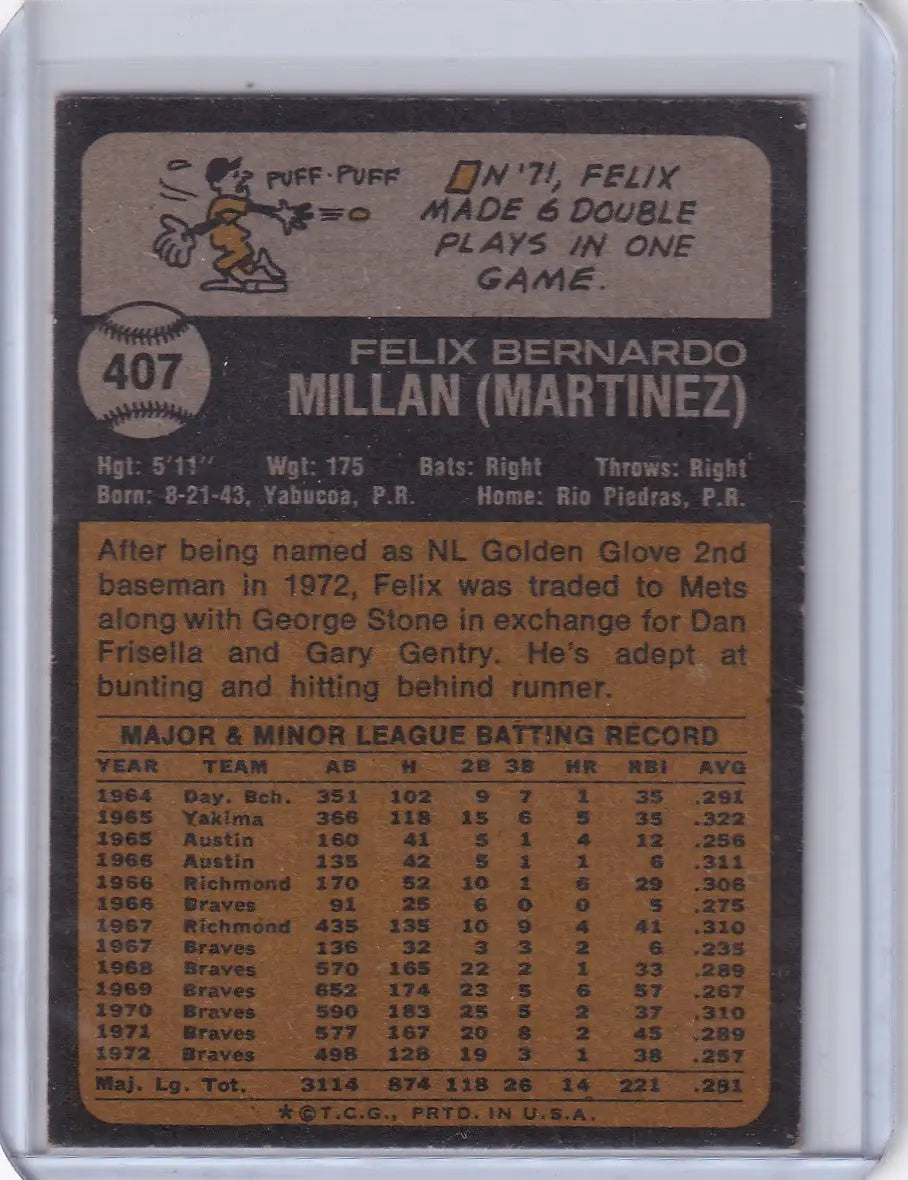 PUFF-PUFF
IN '71, FELIX
MADE 6 DOUBLE
PLAYS IN ONE
GAME.
407
FELIX BERNARDO
MILLAN (MARTINEZ)
Hgt: 5'11" Wgt: 175 Bats: Right Throws: Right
Born: 8-21-43, Yabucoa, P.R. Home: Rio Piedras, P.R.
After being named as NL Golden Glove 2nd
baseman in 1972, Felix was traded to Mets
along with George Stone in exchange for Dan
Frisella and Gary Gentry. He's adept at
bunting and hitting behind runner.
MAJOR & MINOR LEAGUE BATTING RECORD
YEAR TEAM AB H 2B 3B HR RBI AVG
1964 Day. Bch. 351 102 9 7 1 35 .291
1965 Yakima 366 118 15 6 5 35 .322
1965 Austin 160 41 5 1 4 12 .256
1966 Austin 135 42 5 1 1 6 .311
1966 Richmond 170 52 10 1 6 29 .306
1966 Braves 91 25 6 0 0 5 .275
1967 Richmond 435 135 10 9 4 41 .310
1967 Braves 136 32 3 3 2 6 .235
1968 Braves 570 165 22 2 1 33 .289
1969 Braves 652 174 23 5 6 57 .267
1970 Braves 590 183 25 5 2 37 .310
1971 Braves 577 167 20 8 2 45 .289
1972 Braves 498 128 19 3 1 38 .257
Maj. Lg. Tot. 3114 874 118 26 14 221 .281
*©T.C.G., PRTD. IN U.S.A.